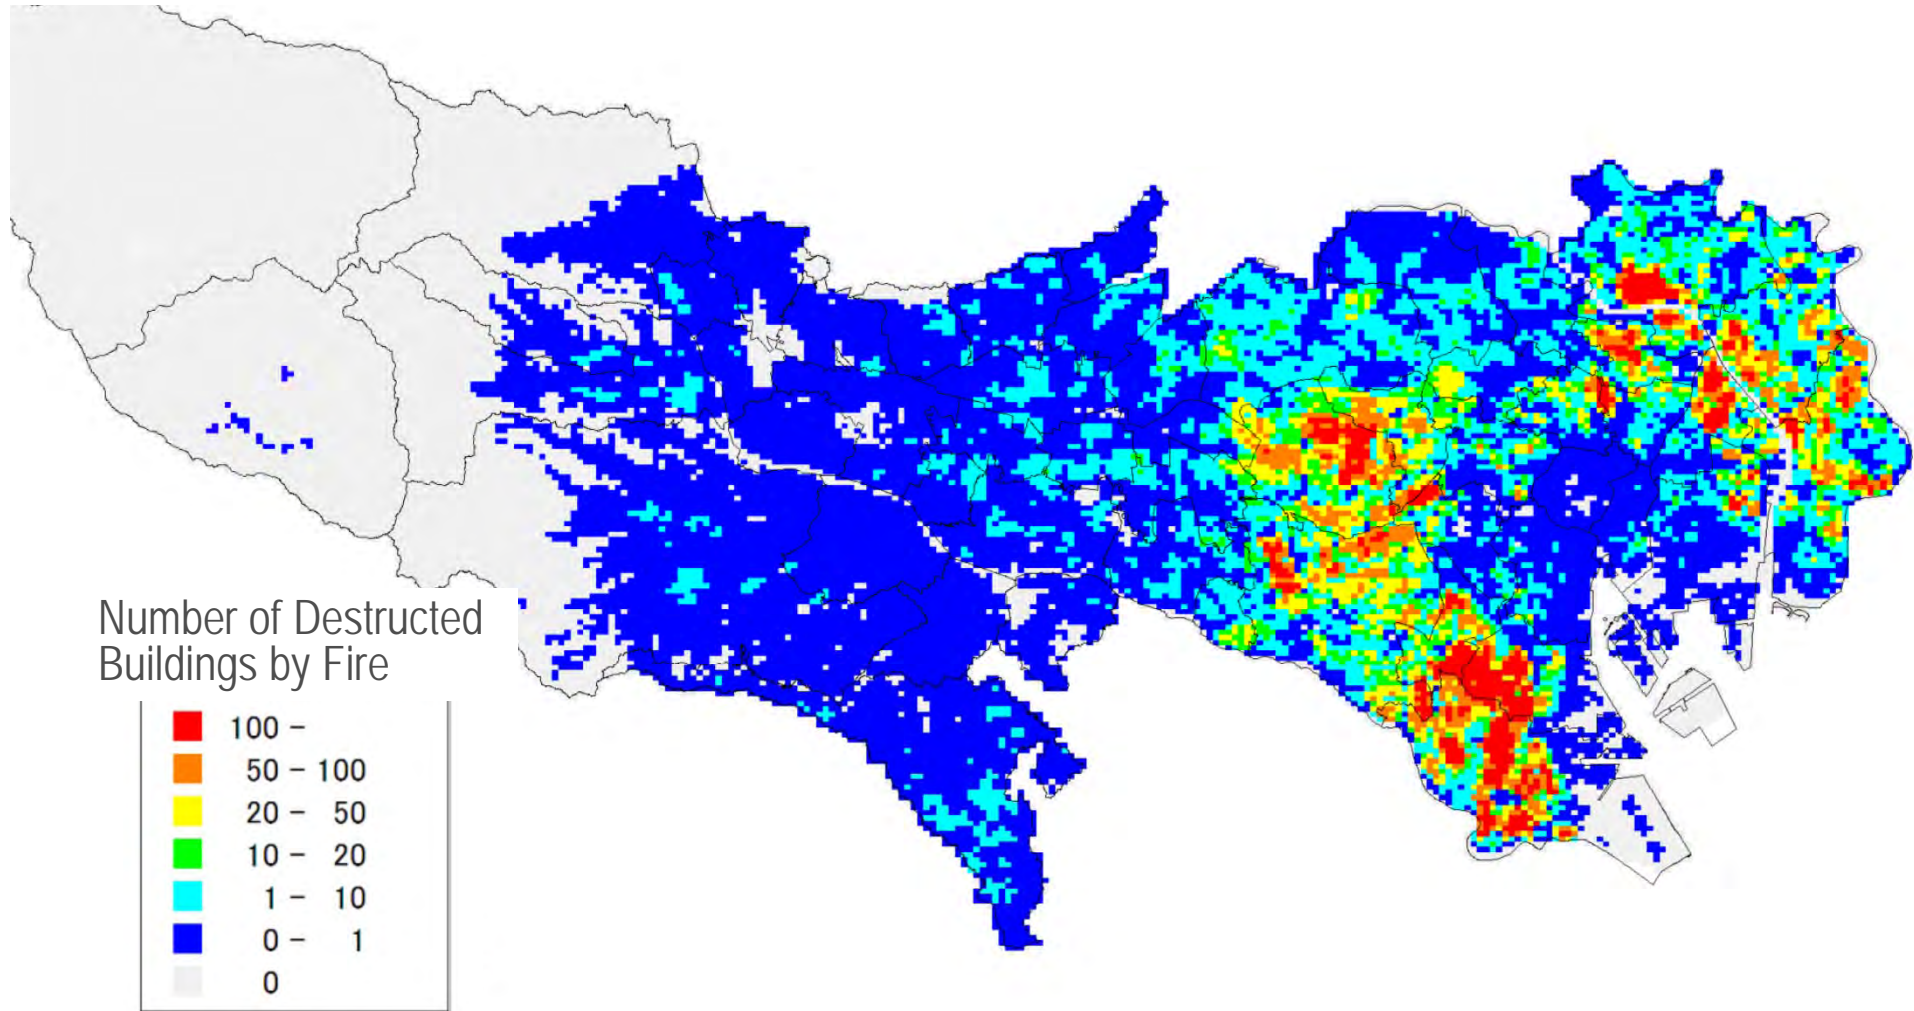 Number of Destructed
Buildings by Fire
100 -
50 - 100
20 - 50
10 - 20
1 - 10
0 - 1
0